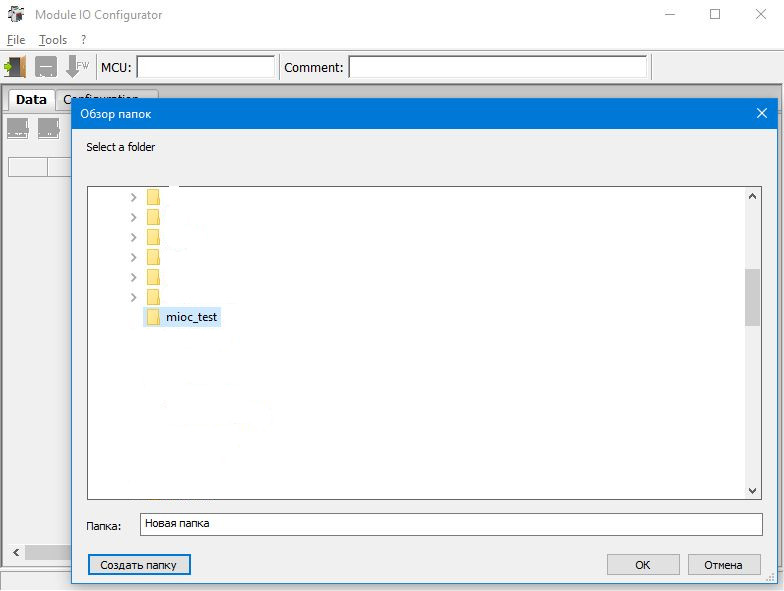 Module IO Configurator
File Tools ?
FW MCU: Comment:
Data Configuration
Обзор папок
Select a folder
mioc_test
Папка: Новая папка
Создать папку OK Отмена